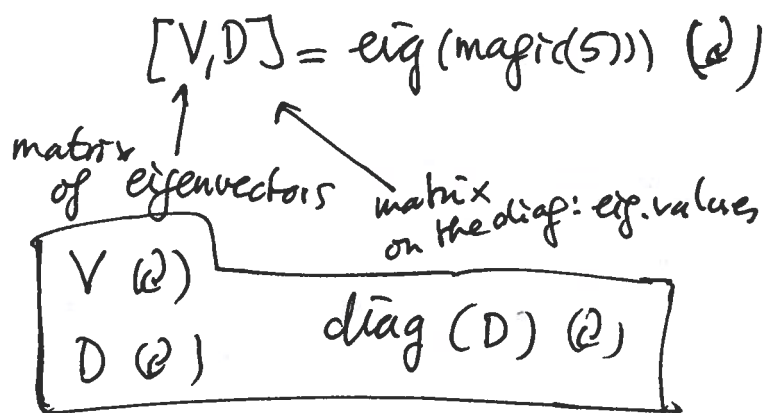 [V,D] = eig(magic(5))) (↵)
matrix
of eigenvectors
matrix
on the diag: eig.values
V (↵)
D (↵)
diag (D) (↵)